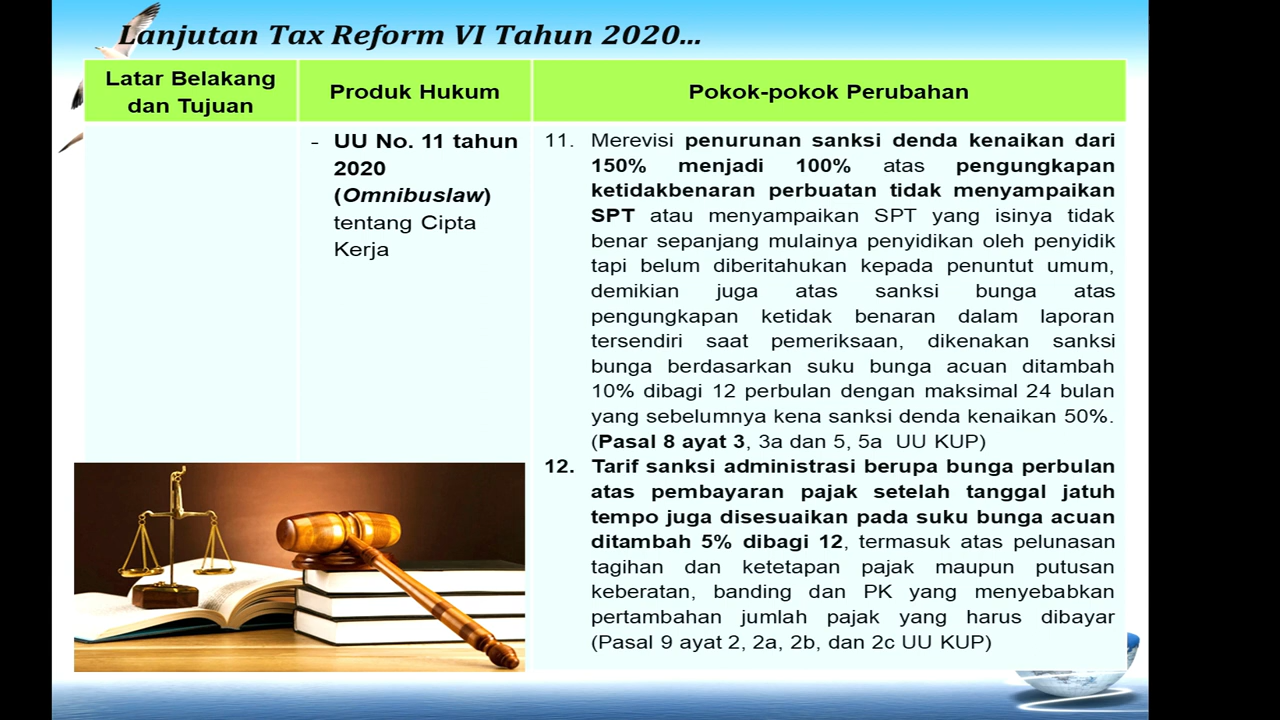 Lanjutan Tax Reform VI Tahun 2020...
Latar Belakang
dan Tujuan
Produk Hukum
Pokok-pokok Perubahan
- UU No. 11 tahun
2020
(Omnibuslaw)
tentang Cipta
Kerja
11. Merevisi penurunan sanksi denda kenaikan dari
150% menjadi 100% atas pengungkapan
ketidakbenaran perbuatan tidak menyampaikan
SPT atau menyampaikan SPT yang isinya tidak
benar sepanjang mulainya penyidikan oleh penyidik
tapi belum diberitahukan kepada penuntut umum,
demikian juga atas sanksi bunga atas
pengungkapan ketidak benaran dalam laporan
tersendiri saat pemeriksaan, dikenakan sanksi
bunga berdasarkan suku bunga acuan ditambah
10% dibagi 12 perbulan dengan maksimal 24 bulan
yang sebelumnya kena sanksi denda kenaikan 50%.
(Pasal 8 ayat 3, 3a dan 5, 5a UU KUP)
12. Tarif sanksi administrasi berupa bunga perbulan
atas pembayaran pajak setelah tanggal jatuh
tempo juga disesuaikan pada suku bunga acuan
ditambah 5% dibagi 12, termasuk atas pelunasan
tagihan dan ketetapan pajak maupun putusan
keberatan, banding dan PK yang menyebabkan
pertambahan jumlah pajak yang harus dibayar
(Pasal 9 ayat 2, 2a, 2b, dan 2c UU KUP)